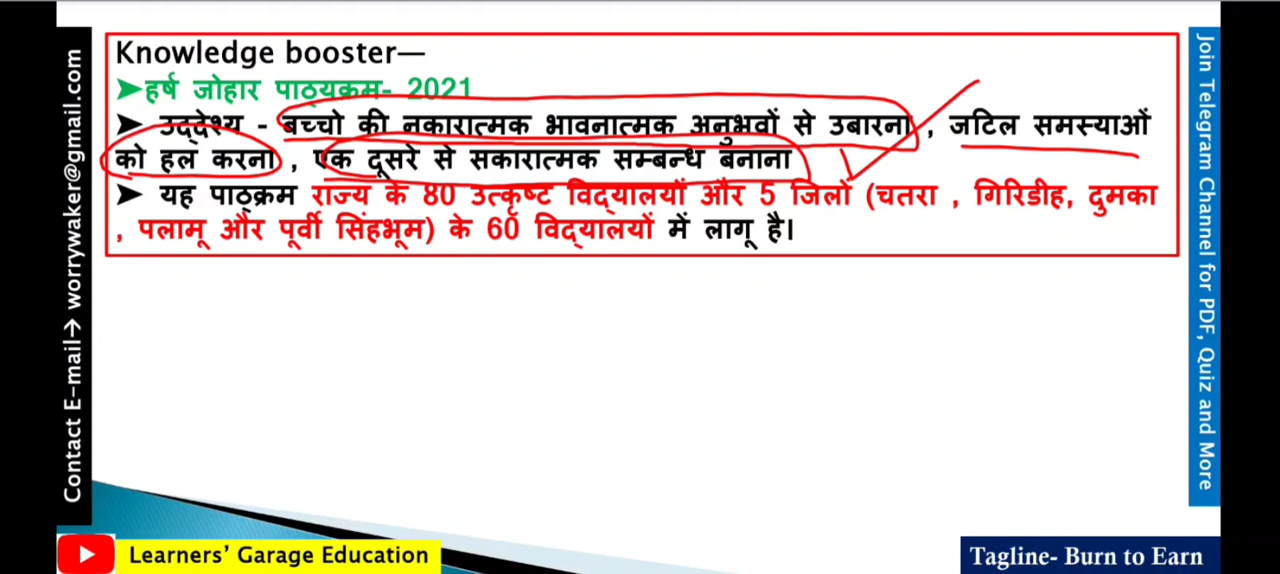 Knowledge booster—
➤हर्ष जोहार पाठ्यक्रम- 2021
➤ उद्देश्य - बच्चो की नकारात्मक भावनात्मक अनुभवों से उबारना , जटिल समस्याओं
को हल करना , एक दूसरे से सकारात्मक सम्बन्ध बनाना
➤ यह पाठ्क्रम राज्य के 80 उत्कृष्ट विद्यालयों और 5 जिलों (चतरा , गिरिडीह, दुमका
, पलामू और पूर्वी सिंहभूम) के 60 विद्यालयों में लागू है।
Contact E-mail→ worrywaker@gmail.com
Join Telegram Channel for PDF, Quiz and More
Learners’ Garage Education
Tagline- Burn to Earn